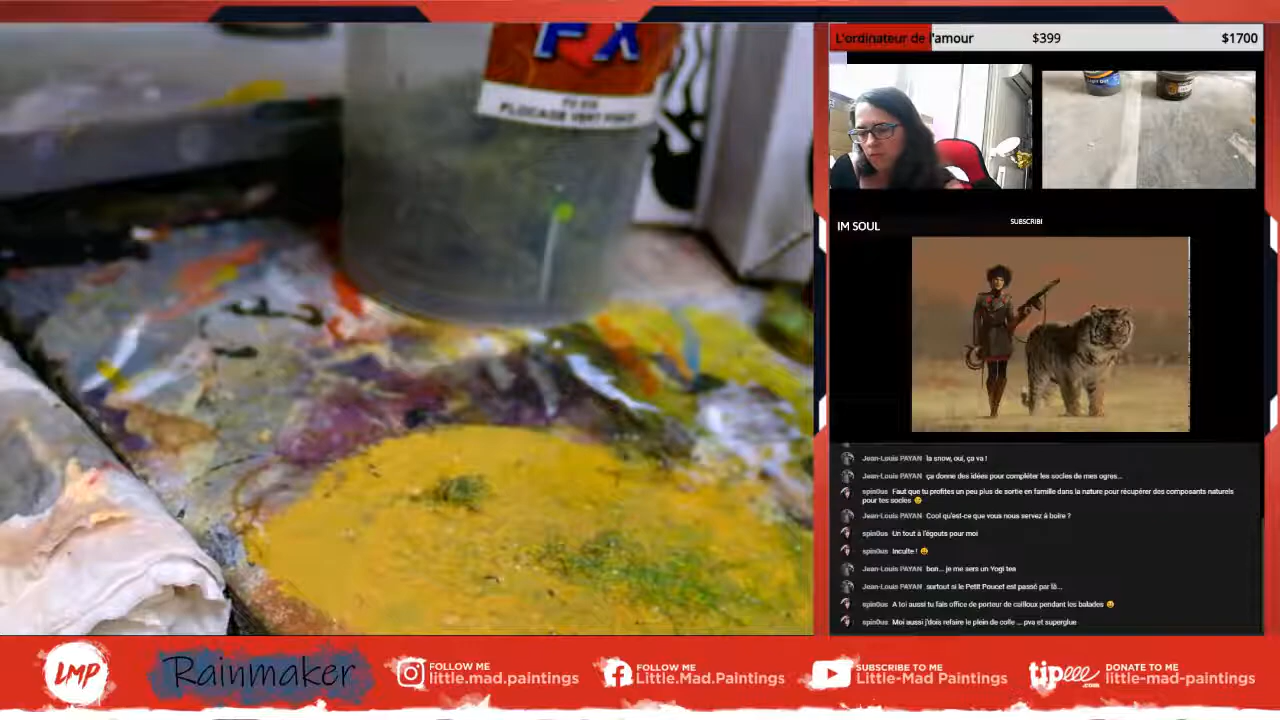 FX
FLOCAGE VERT
L'ordinateur de l'amour $399 $1700
IM SOUL
SUBSCRIBI
Jean-Louis PAYAN la snow, oui, ça va !
Jean-Louis PAYAN ça donne des idées pour compléter les socles de mes ogres...
spin0us Faut que tu profites un peu plus de sortie en famille dans la nature pour récupérer des composants naturels
pour tes socles
Jean-Louis PAYAN Cool qu'est-ce que vous nous servez à boire ?
spin0us Un tout à l'égouts pour moi
spin0us Inculte !
Jean-Louis PAYAN bon... je me sers un Yogi tea
Jean-Louis PAYAN surtout si le Petit Poucet est passé par là...
spin0us A toi aussi tu fais office de porteur de cailloux pendant les balades
spin0us Moi aussi j'dois refaire le plein de colle ... pva et superglue
LMP
Rainmaker
FOLLOW ME
little.mad.paintings
FOLLOW ME
Little.Mad.Paintings
SUBSCRIBE TO ME
Little-Mad Paintings
tipeee.com
DONATE TO ME
little-mad-paintings